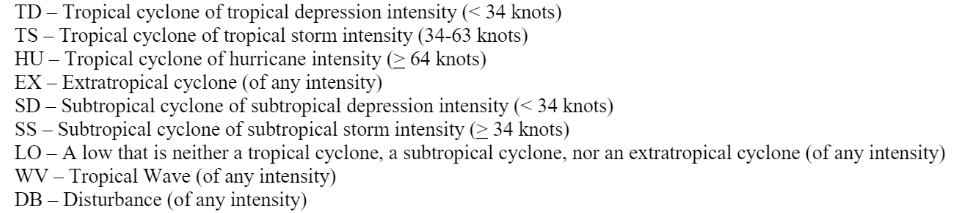 TD – Tropical cyclone of tropical depression intensity (< 34 knots)
TS – Tropical cyclone of tropical storm intensity (34-63 knots)
HU – Tropical cyclone of hurricane intensity (≥ 64 knots)
EX – Extratropical cyclone (of any intensity)
SD – Subtropical cyclone of subtropical depression intensity (< 34 knots)
SS – Subtropical cyclone of subtropical storm intensity (≥ 34 knots)
LO – A low that is neither a tropical cyclone, a subtropical cyclone, nor an extratropical cyclone (of any intensity)
WV – Tropical Wave (of any intensity)
DB – Disturbance (of any intensity)